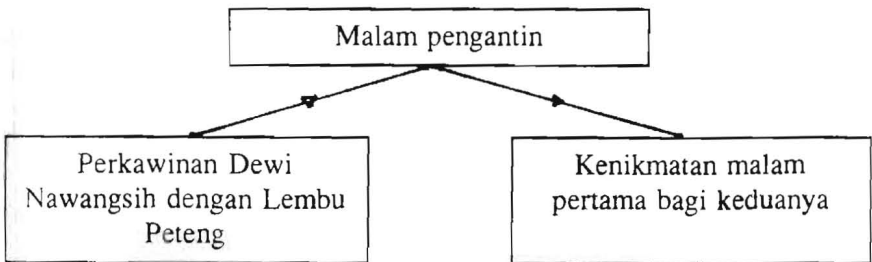 Malam pengantin
Perkawinan Dewi
Nawangsih dengan Lembu
Peteng
Kenikmatan malam
pertama bagi keduanya